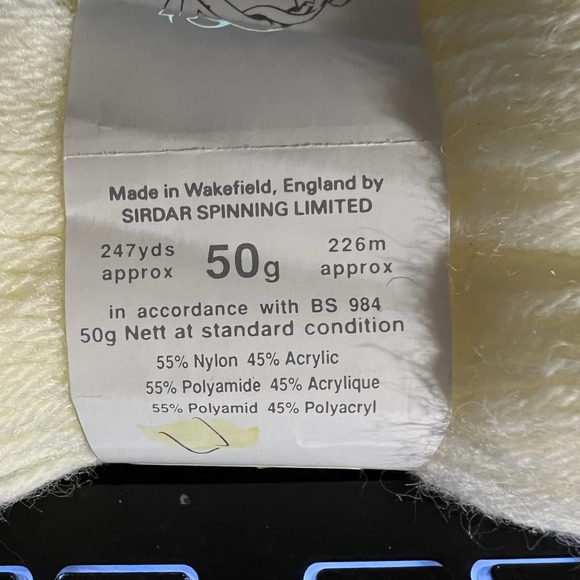 Made in Wakefield, England by
SIRDAR SPINNING LIMITED
247yds approx 50g 226m approx
in accordance with BS 984
50g Nett at standard condition
55% Nylon 45% Acrylic
55% Polyamide 45% Acrylique
55% Polyamid 45% Polyacryl